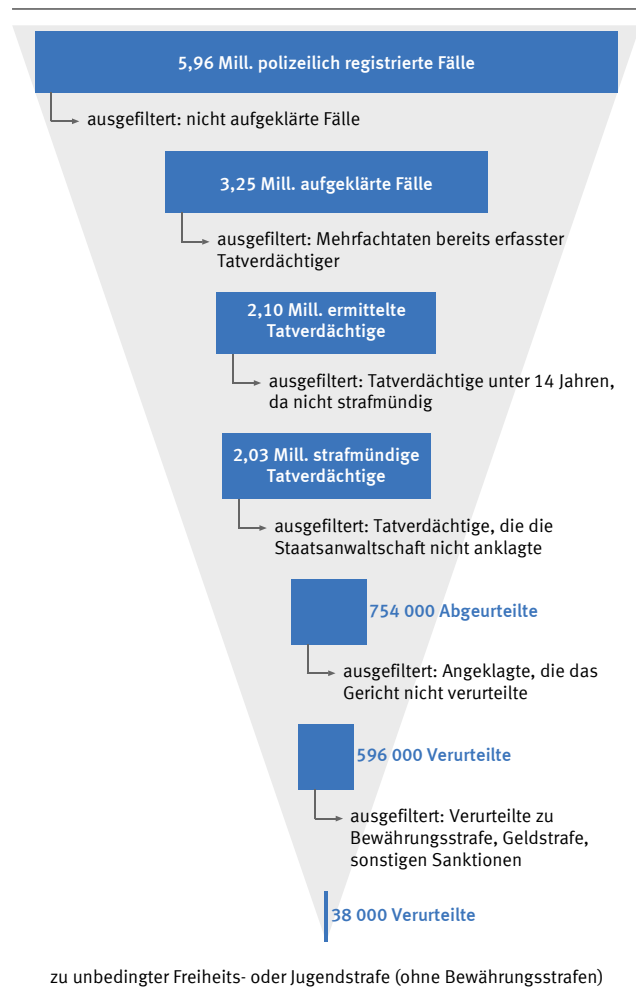 5,96 Mill. polizeilich registrierte Fälle
ausgefiltert: nicht aufgeklärte Fälle
3,25 Mill. aufgeklärte Fälle
ausgefiltert: Mehrfachtaten bereits erfasster
Tatverdächtiger
2,10 Mill. ermittelte
Tatverdächtige
ausgefiltert: Tatverdächtige unter 14 Jahren,
da nicht strafmündig
2,03 Mill. strafmündige
Tatverdächtige
ausgefiltert: Tatverdächtige, die die
Staatsanwaltschaft nicht anklagte
754 000 Abgeurteilte
ausgefiltert: Angeklagte, die das
Gericht nicht verurteilte
596 000 Verurteilte
ausgefiltert: Verurteilte zu
Bewährungsstrafe, Geldstrafe,
sonstigen Sanktionen
38 000 Verurteilte
zu unbedingter Freiheits- oder Jugendstrafe (ohne Bewährungsstrafen)